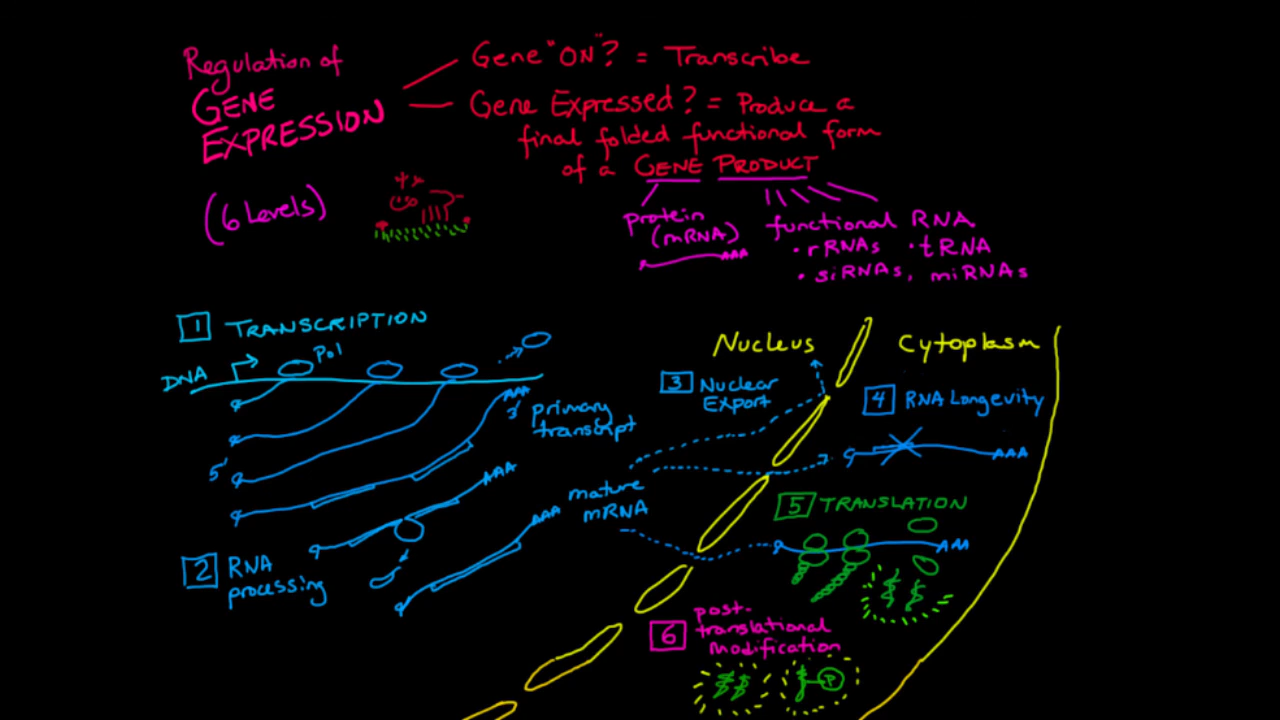 Regulation of
GENE
EXPRESSION
(6 Levels)
Gene "ON"? = Transcribe
Gene Expressed? = Produce a
final folded functional form
of a GENE PRODUCT
protein
(mRNA)
AAA
functional RNA
• rRNAs • tRNA
• siRNAs, miRNAs
1 TRANSCRIPTION
DNA
Pol
AAA
3'
5'
primary
transcript
2 RNA
processing
AAA
AAA
mature
mRNA
Nucleus
Cytoplasm
3 Nuclear
Export
4 RNA Longevity
AAA
5 TRANSLATION
AAA
6 post-
translational
modification
P